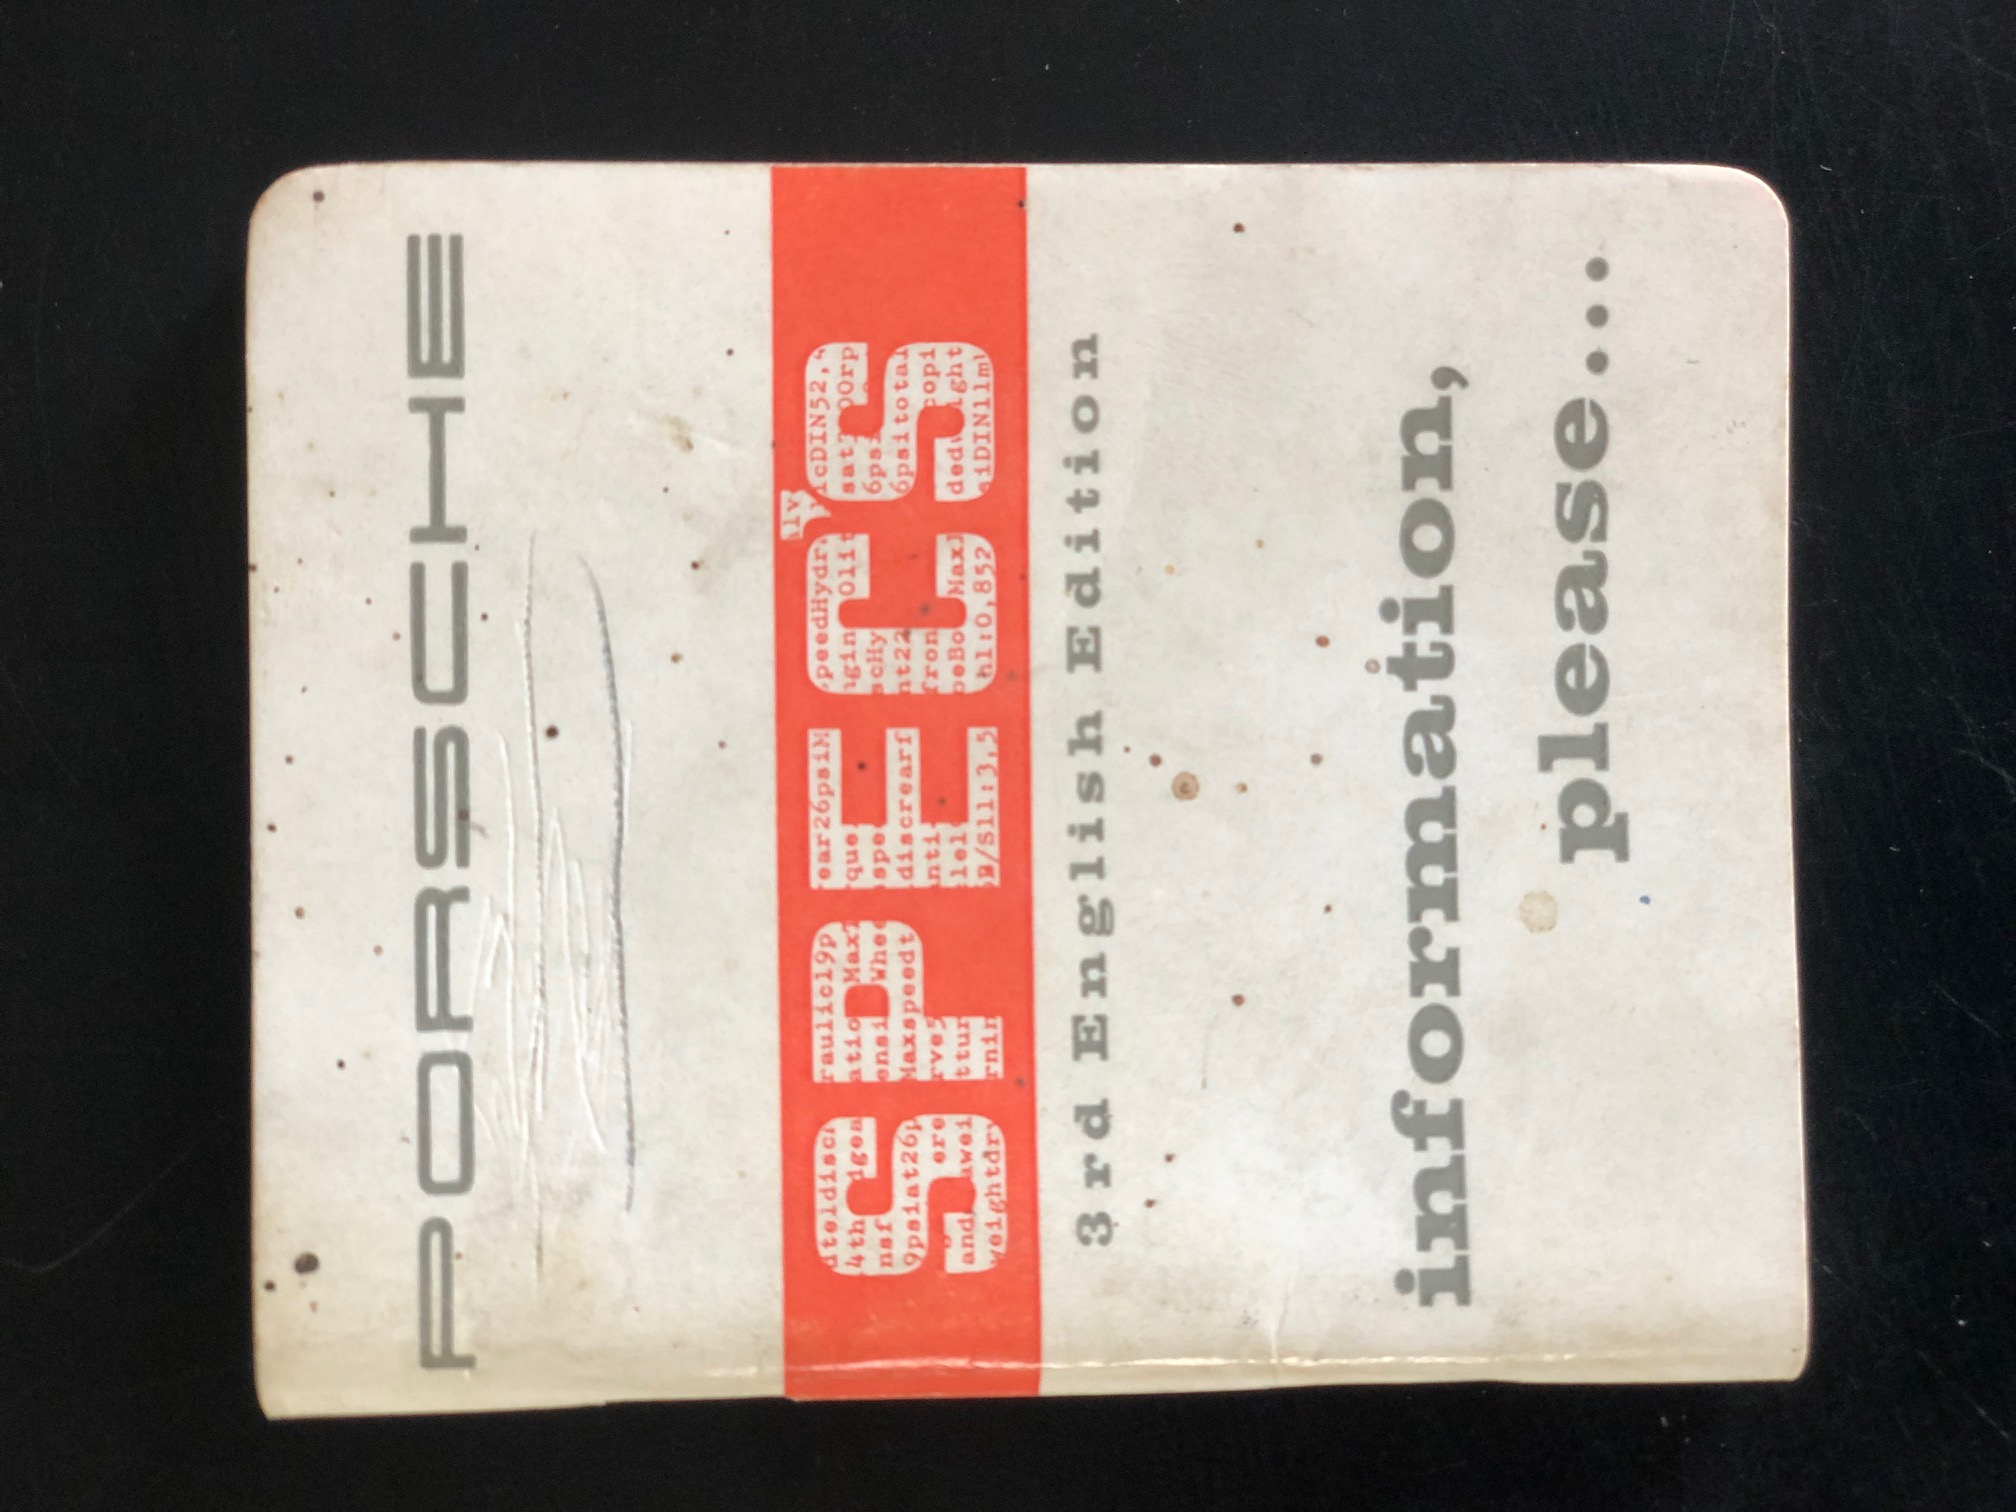 PORSCHE
SPECS
3rd English Edition
information,
please...